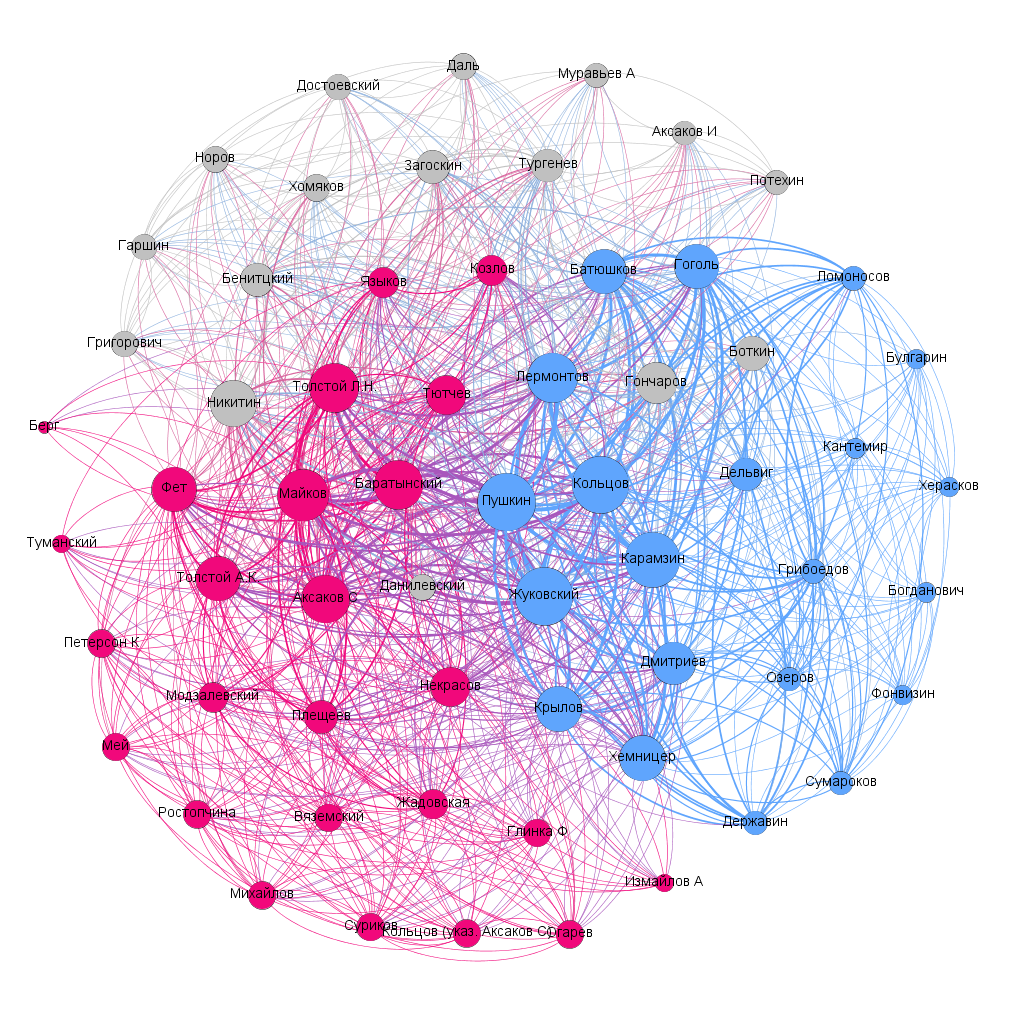 Даль
Муравьев А
Достоевский
Аксаков И
Норов
Загоскин
Тургенев
Хомяков
Потехин
Гаршин
Бенитцкий
Языков
Козлов
Батюшков
Гоголь
Ломоносов
Григорович
Боткин
Булгарин
Толстой Л.Н.
Тютчев
Лермонтов
Гончаров
Никитин
Берг
Кантемир
Фет
Майков
Баратынский
Пушкин
Кольцов
Дельвиг
Херасков
Туманский
Толстой А.К.
Аксаков С
Данилевский
Жуковский
Карамзин
Грибоедов
Богданович
Петерсон К
Модзалевский
Плещеев
Некрасов
Крылов
Дмитриев
Озеров
Фонвизин
Мей
Хемницер
Сумароков
Ростопчина
Вяземский
Жадовская
Глинка Ф
Державин
Михайлов
Измайлов А
Суриков
Кольцов (указ. Аксаков С)
Огарев